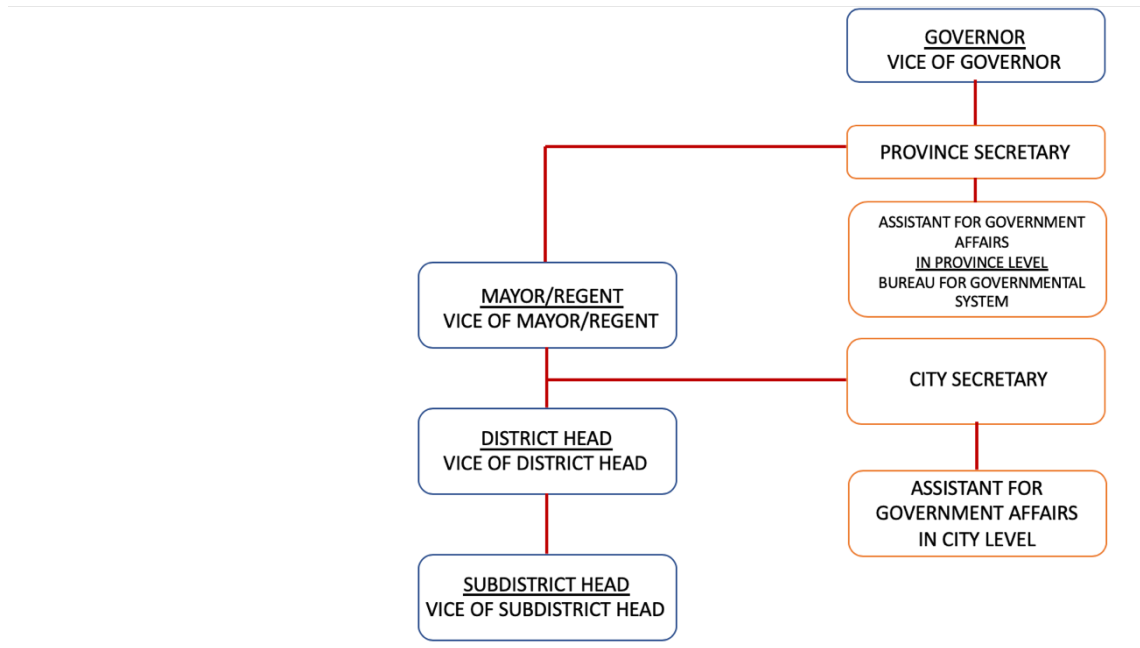 GOVERNOR
VICE OF GOVERNOR
PROVINCE SECRETARY
ASSISTANT FOR GOVERNMENT
AFFAIRS
IN PROVINCE LEVEL
BUREAU FOR GOVERNMENTAL
SYSTEM
MAYOR/REGENT
VICE OF MAYOR/REGENT
CITY SECRETARY
DISTRICT HEAD
VICE OF DISTRICT HEAD
ASSISTANT FOR
GOVERNMENT AFFAIRS
IN CITY LEVEL
SUBDISTRICT HEAD
VICE OF SUBDISTRICT HEAD